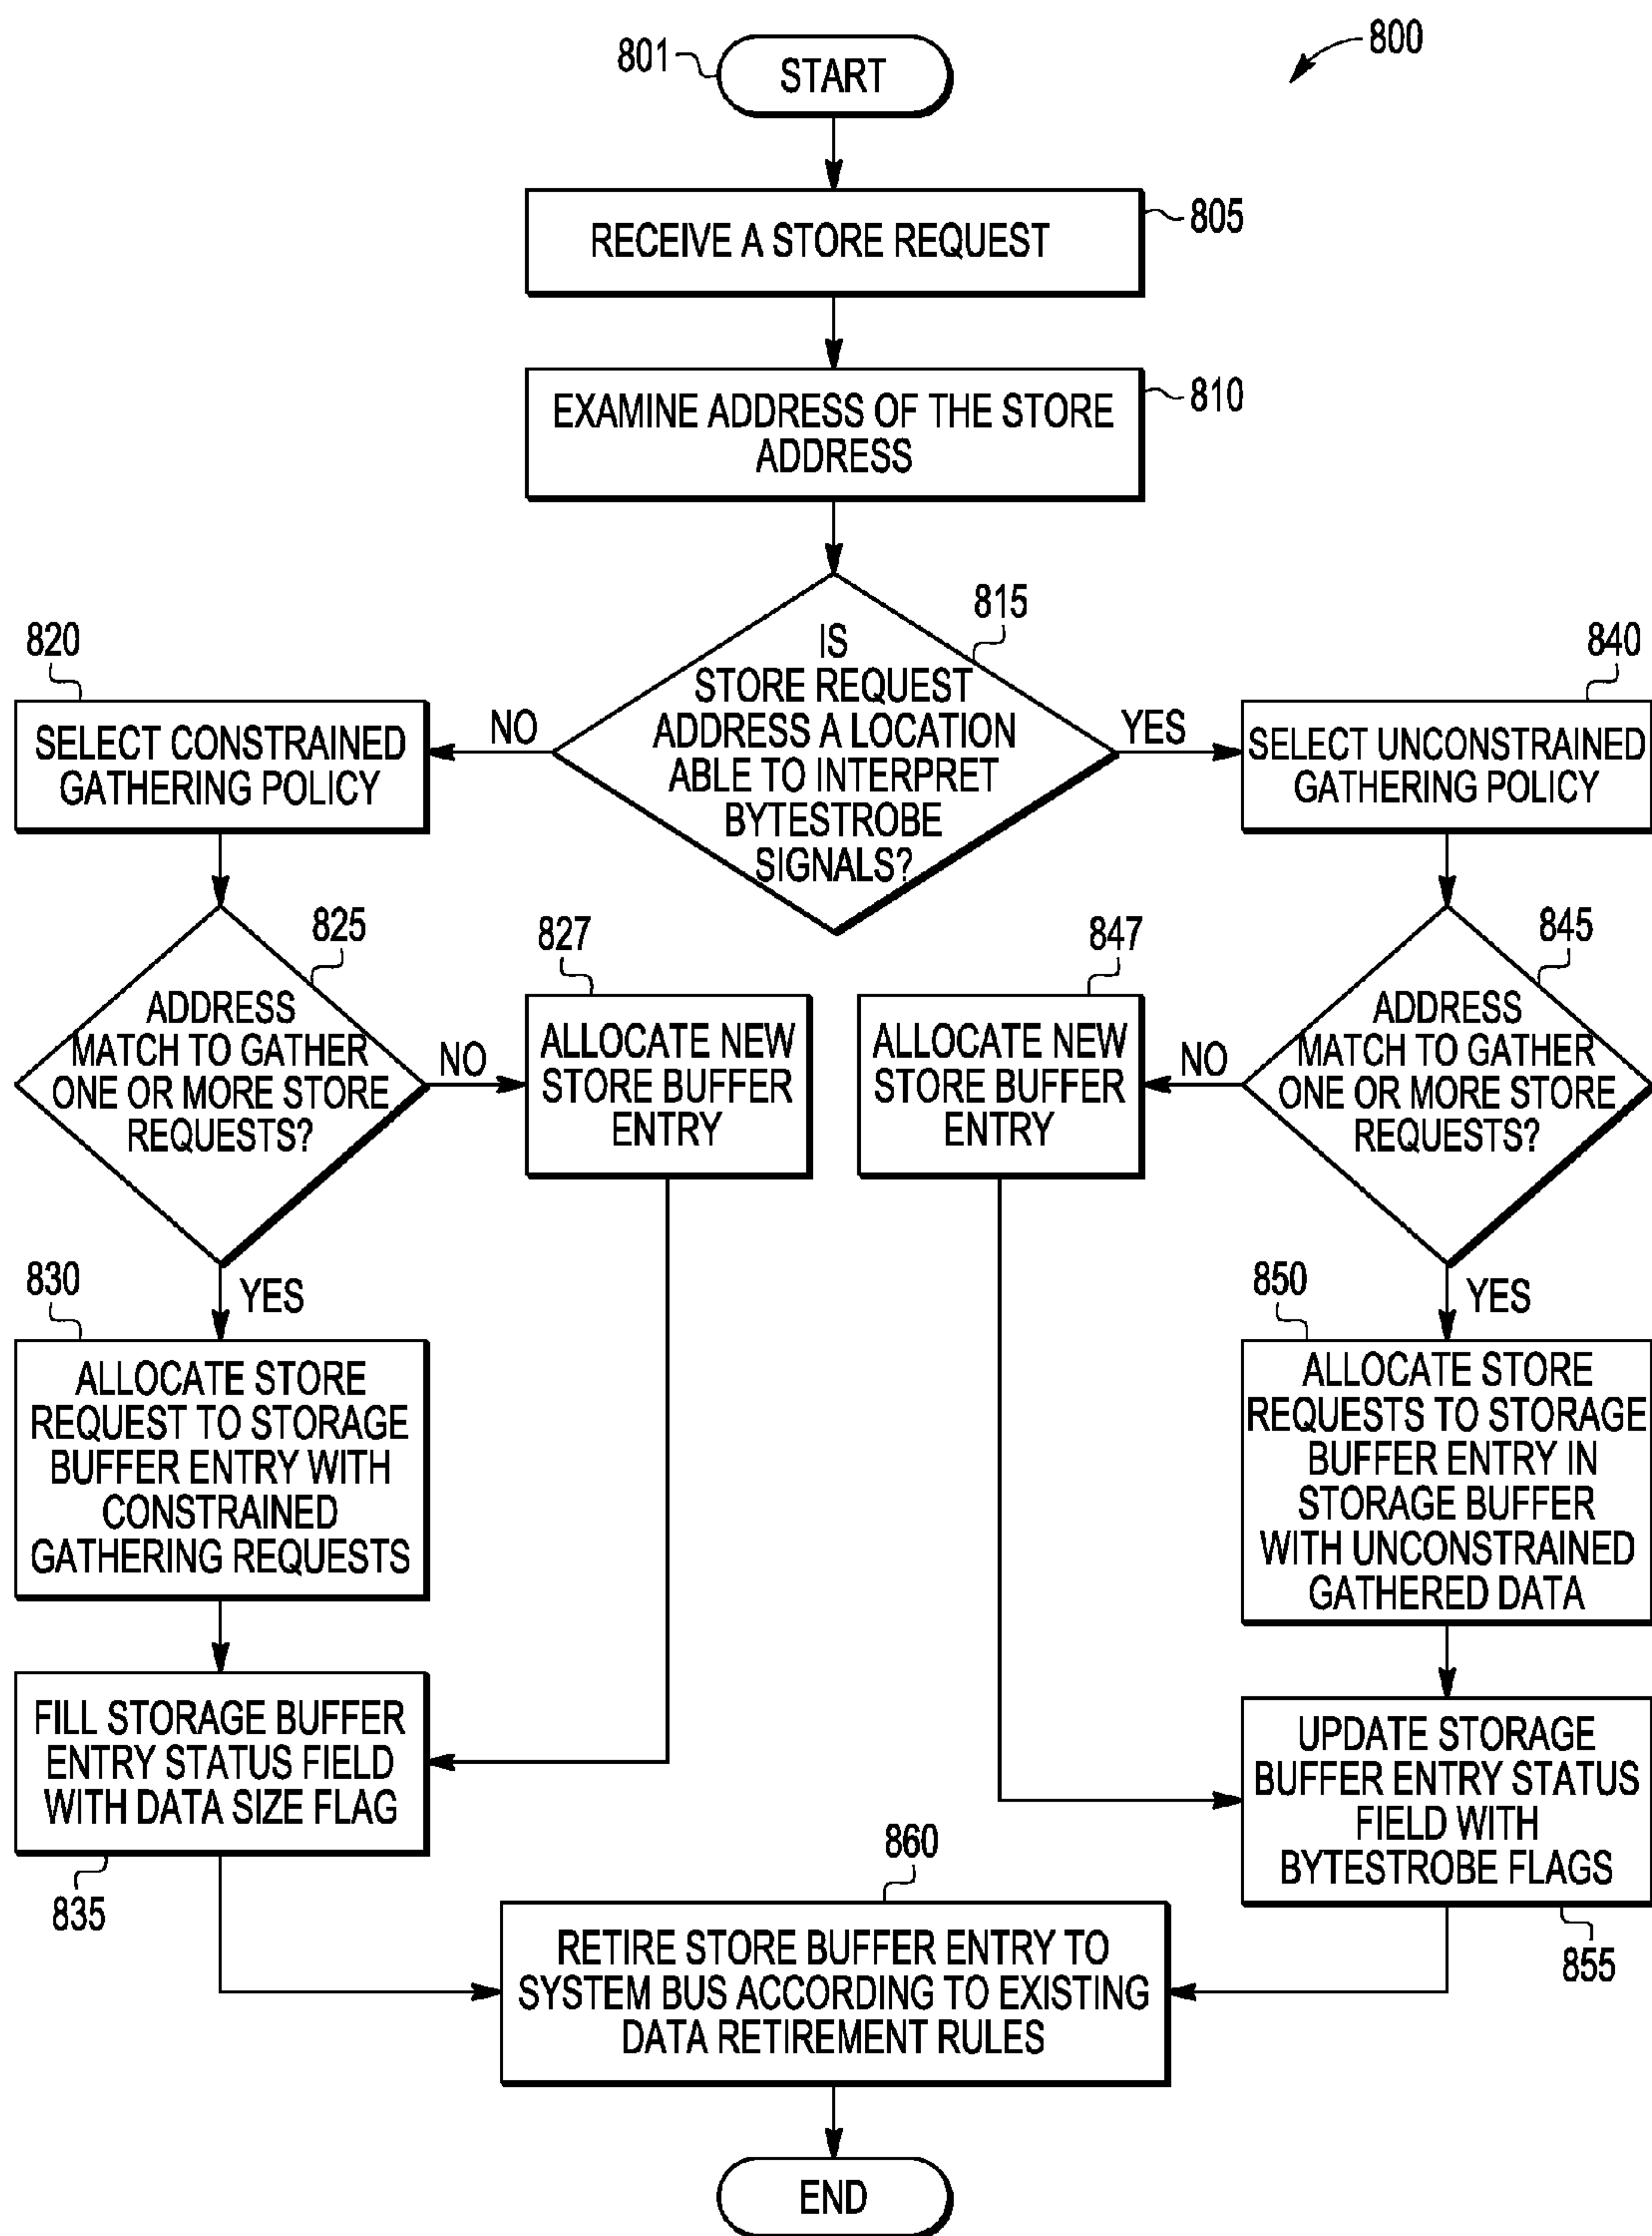 800
801
START
RECEIVE A STORE REQUEST
805
EXAMINE ADDRESS OF THE STORE
ADDRESS
810
815
IS
STORE REQUEST
ADDRESS A LOCATION
ABLE TO INTERPRET
BYTESTROBE
SIGNALS?
NO
YES
820
SELECT CONSTRAINED
GATHERING POLICY
840
SELECT UNCONSTRAINED
GATHERING POLICY
825
ADDRESS
MATCH TO GATHER
ONE OR MORE STORE
REQUESTS?
NO
827
ALLOCATE NEW
STORE BUFFER
ENTRY
847
ALLOCATE NEW
STORE BUFFER
ENTRY
NO
845
ADDRESS
MATCH TO GATHER
ONE OR MORE STORE
REQUESTS?
YES
830
ALLOCATE STORE
REQUEST TO STORAGE
BUFFER ENTRY WITH
CONSTRAINED
GATHERING REQUESTS
YES
850
ALLOCATE STORE
REQUESTS TO STORAGE
BUFFER ENTRY IN
STORAGE BUFFER
WITH UNCONSTRAINED
GATHERED DATA
FILL STORAGE BUFFER
ENTRY STATUS FIELD
WITH DATA SIZE FLAG
835
UPDATE STORAGE
BUFFER ENTRY STATUS
FIELD WITH
BYTESTROBE FLAGS
855
860
RETIRE STORE BUFFER ENTRY TO
SYSTEM BUS ACCORDING TO EXISTING
DATA RETIREMENT RULES
END